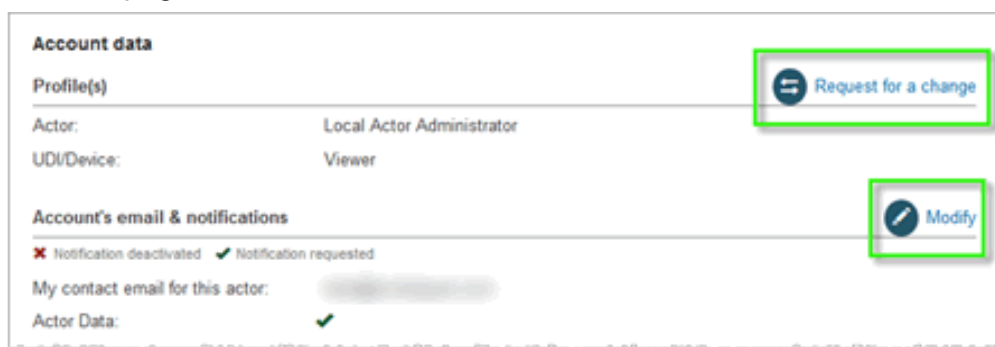 Account data
Profile(s)
Request for a change
Actor: Local Actor Administrator
UDI/Device: Viewer
Account's email & notifications
Modify
Notification deactivated Notification requested
My contact email for this actor:
Actor Data: